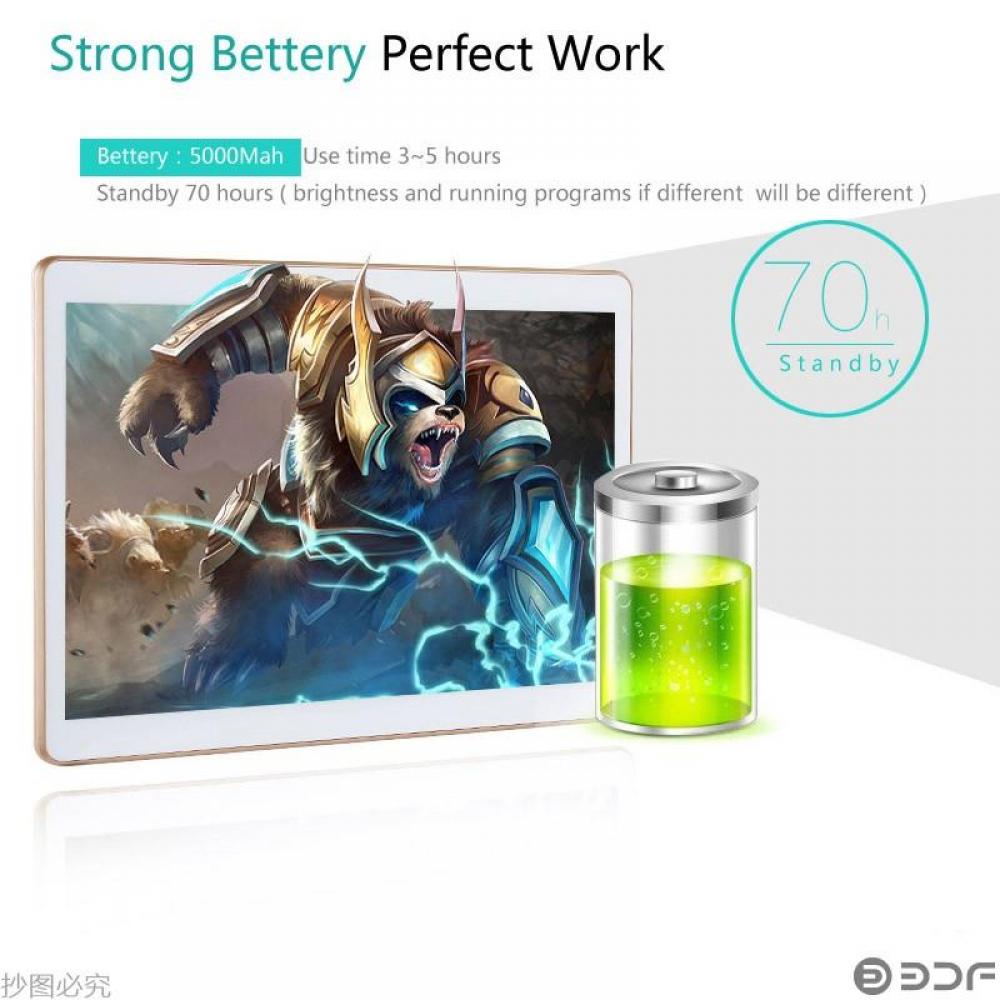 Strong Bettery Perfect Work
Bettery : 5000Mah Use time 3~5 hours
Standby 70 hours ( brightness and running programs if different will be different )
70h
Standby
抄图必究
BDF